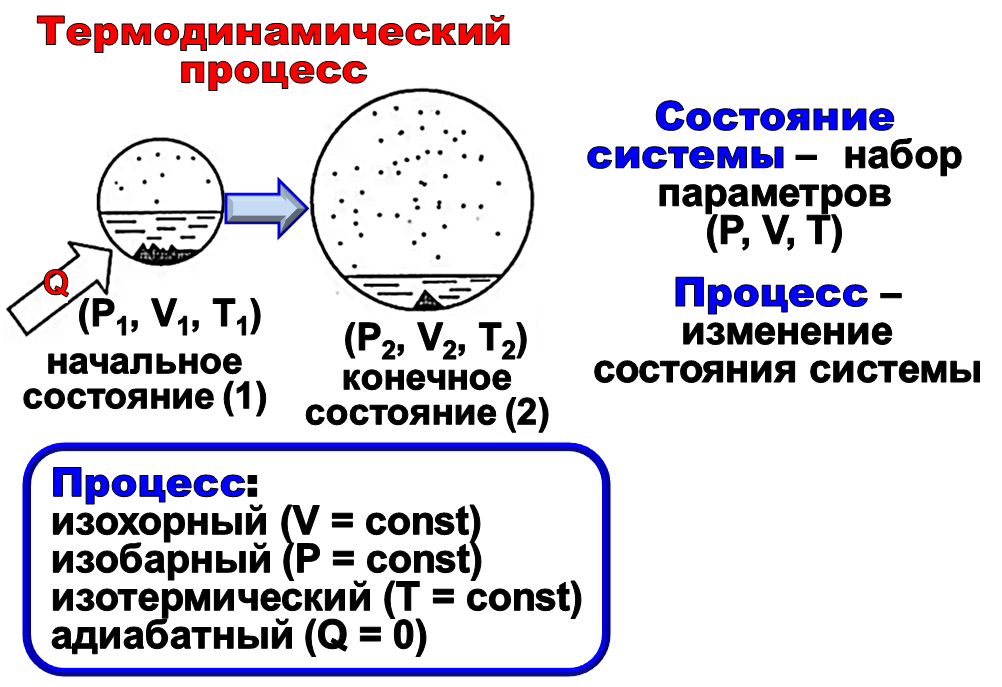 Термодинамический
процесс
Q
(P₁, V₁, T₁)
начальное
состояние (1)
(P₂, V₂, T₂)
конечное
состояние (2)
Состояние
системы – набор
параметров
(P, V, T)
Процесс –
изменение
состояния системы
Процесс:
изохорный (V = const)
изобарный (P = const)
изотермический (T = const)
адиабатный (Q = 0)